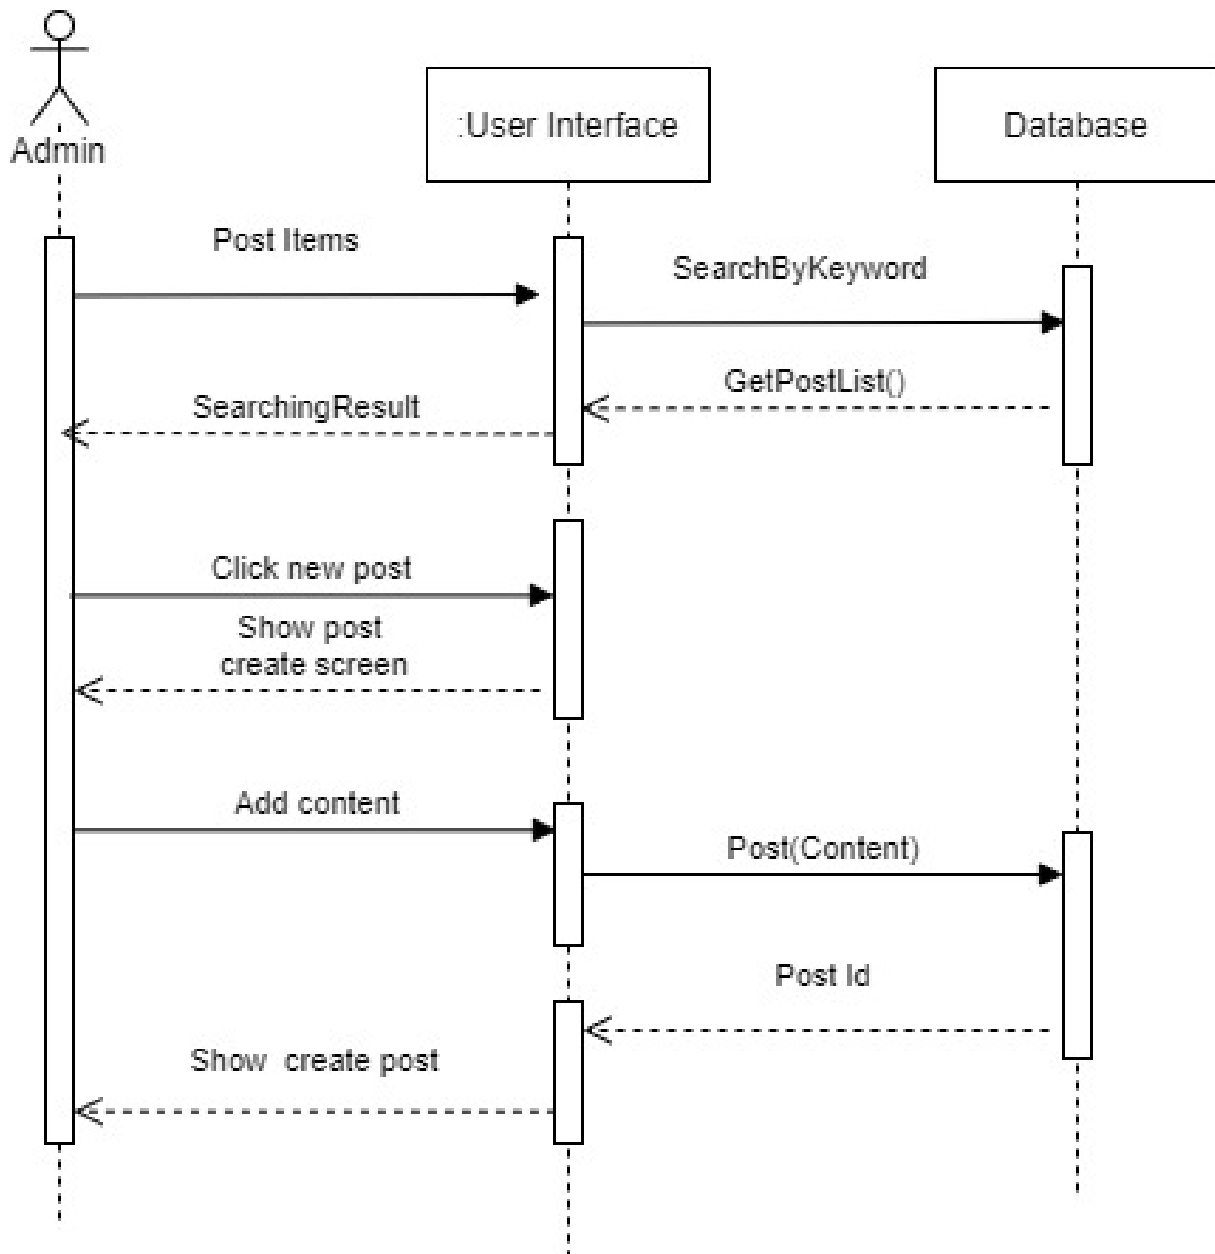 Admin
:User Interface
Database
Post Items
SearchByKeyword
GetPostList()
SearchingResult
Click new post
Show post
create screen
Add content
Post(Content)
Post Id
Show  create post